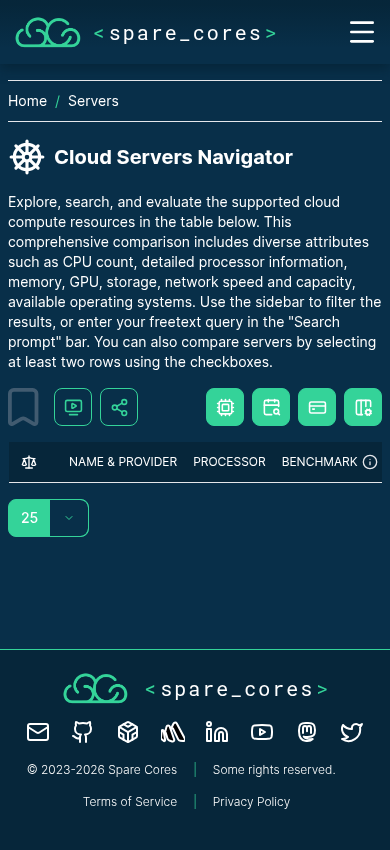 <spare_cores>
Home / Servers
Cloud Servers Navigator
Explore, search, and evaluate the supported cloud
compute resources in the table below. This
comprehensive comparison includes diverse attributes
such as CPU count, detailed processor information,
memory, GPU, storage, network speed and capacity,
available operating systems. Use the sidebar to filter the
results, or enter your freetext query in the "Search
prompt" bar. You can also compare servers by selecting
at least two rows using the checkboxes.
NAME & PROVIDER PROCESSOR BENCHMARK
25
<spare_cores>
© 2023-2026 Spare Cores | Some rights reserved.
Terms of Service | Privacy Policy